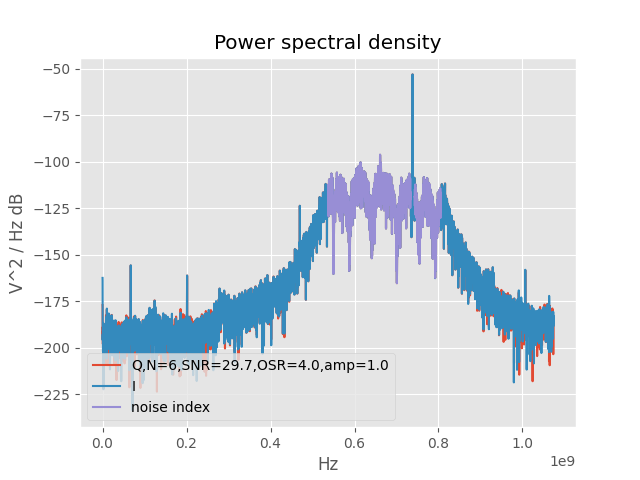 Power spectral density
V^2 / Hz dB
−50
−75
−100
−125
−150
−175
−200
−225
Q,N=6,SNR=29.7,OSR=4.0,amp=1.0
I
noise index
0.0 0.2 0.4 0.6 0.8 1.0
1e9
Hz